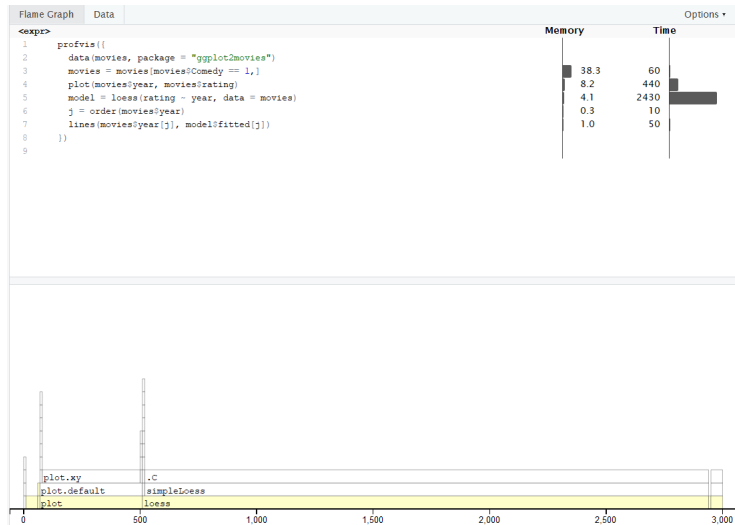 Flame Graph Data Options ▾
<expr> Memory Time
1 profvis({
2 data(movies, package = "ggplot2movies")
3 movies = movies[movies$Comedy == 1,] 38.3 60
4 plot(movies$year, movies$rating) 8.2 440
5 model = loess(rating ~ year, data = movies) 4.1 2430
6 j = order(movies$year) 0.3 10
7 lines(movies$year[j], model$fitted[j]) 1.0 50
8 })
9
plot.xy .C
plot.default simpleLoess
plot loess
0 500 1,000 1,500 2,000 2,500 3,000